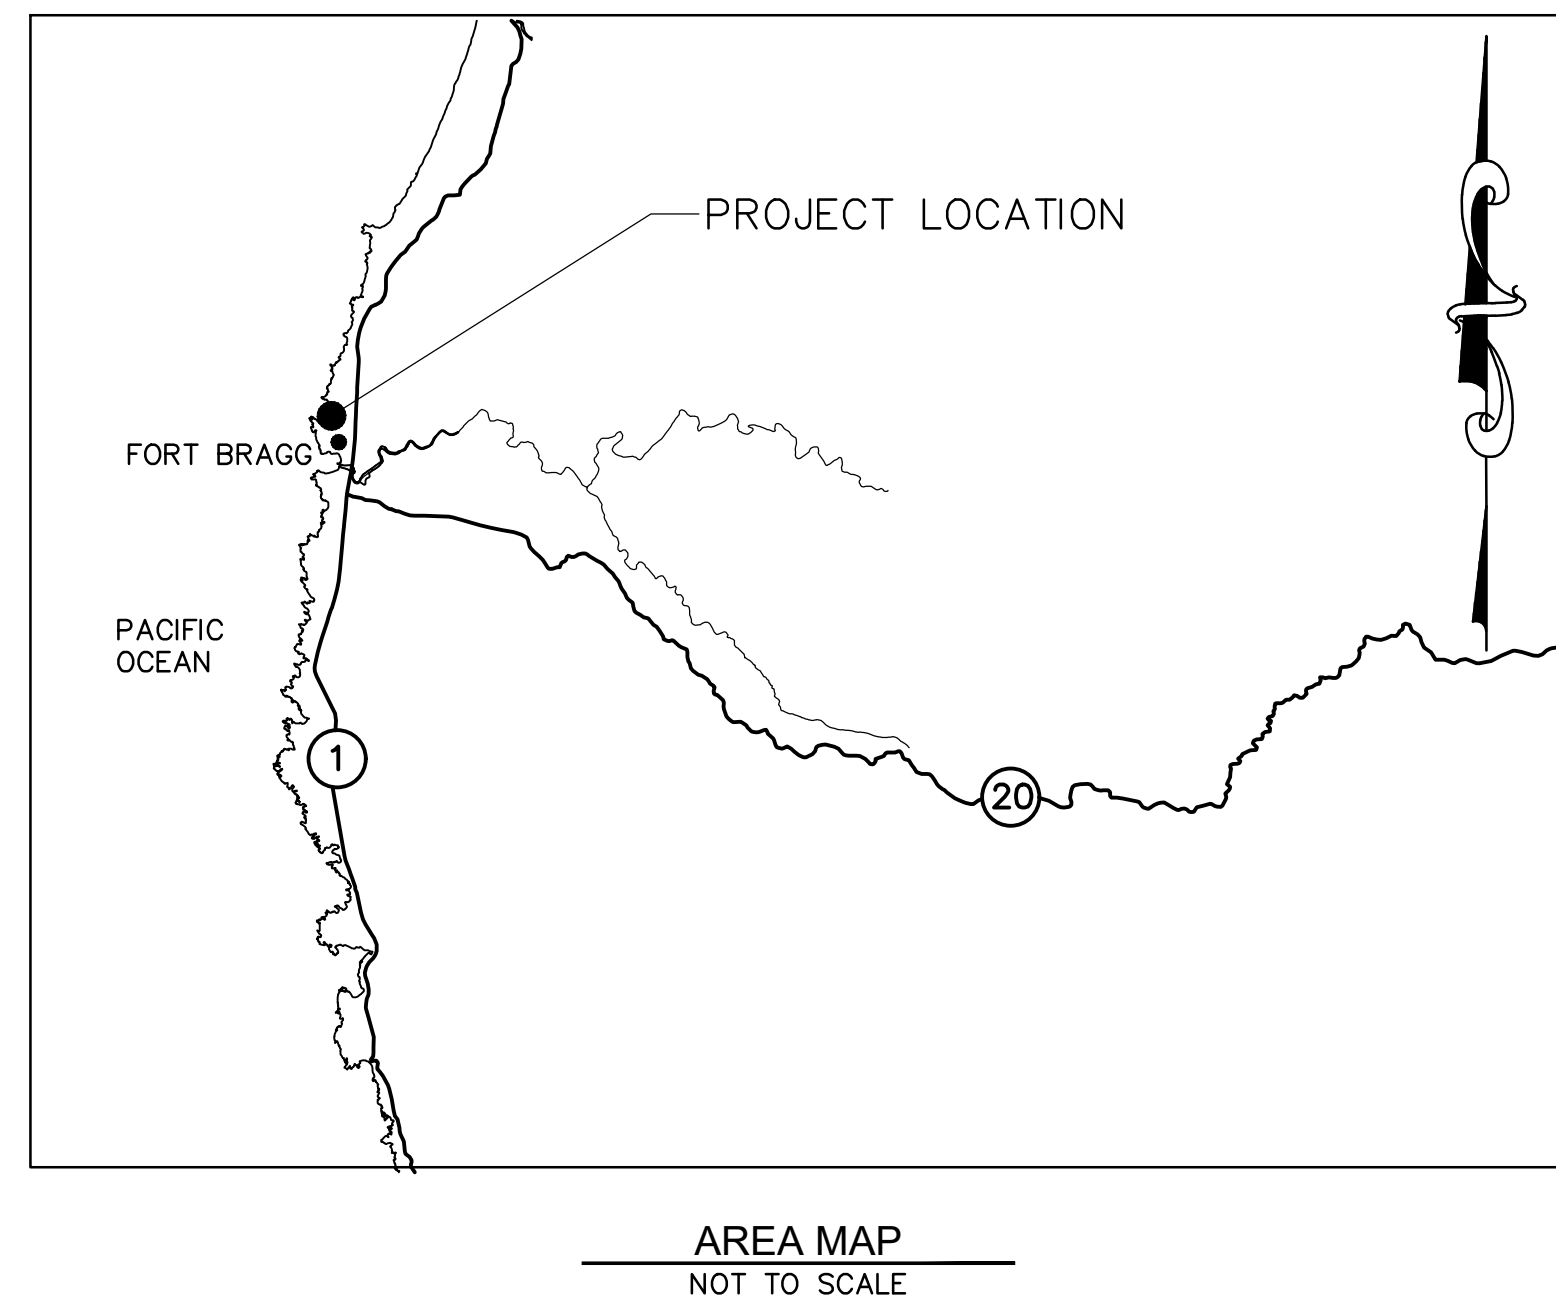 PROJECT LOCATION
FORT BRAGG
PACIFIC
OCEAN
1
20
AREA MAP
NOT TO SCALE